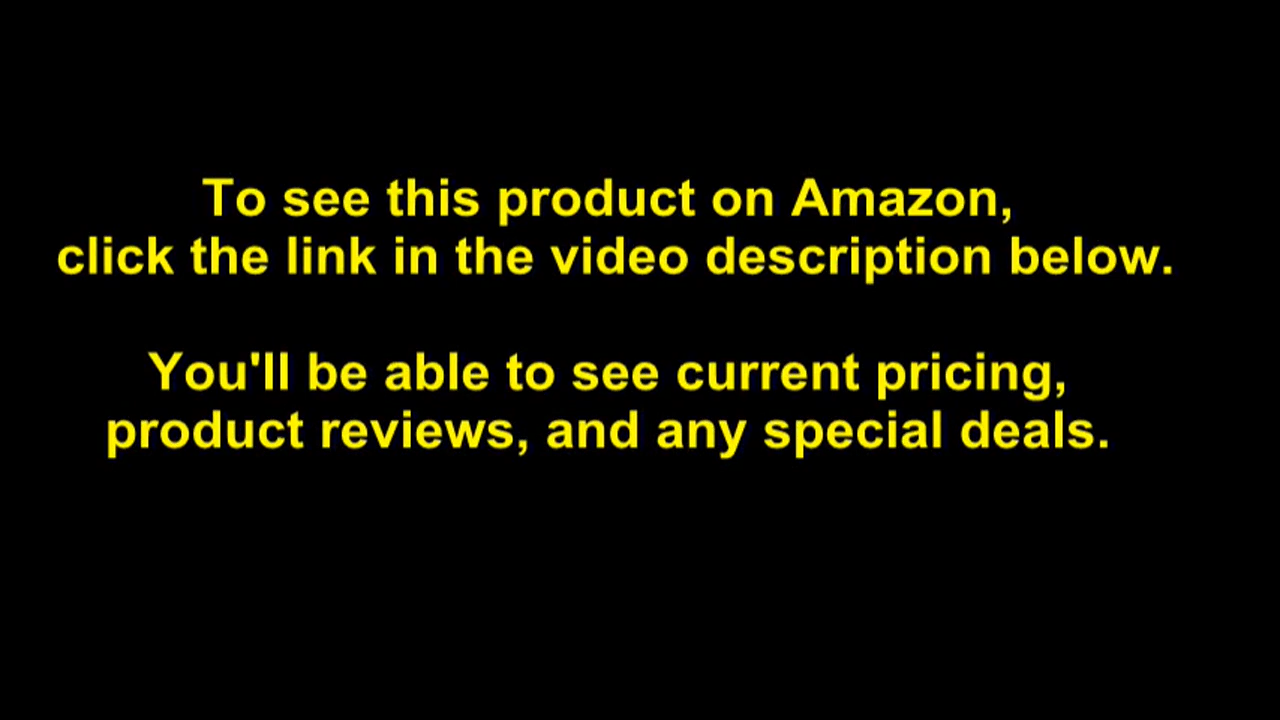 To see this product on Amazon,
click the link in the video description below.
You'll be able to see current pricing,
product reviews, and any special deals.